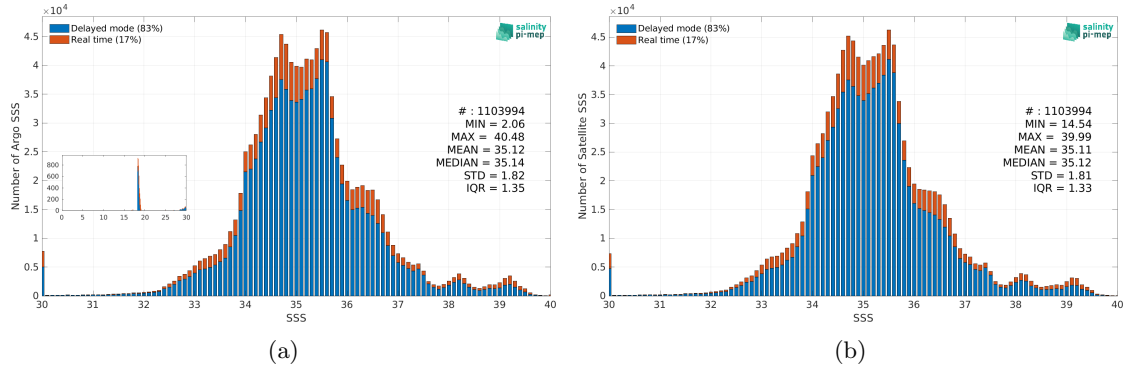 ×10⁴
Delayed mode (83%)
Real time (17%)
salinity
pi-mep
Number of Argo SSS
4.5
4
3.5
3
2.5
2
1.5
1
0.5
0
# : 1103994
MIN = 2.06
MAX = 40.48
MEAN = 35.12
MEDIAN = 35.14
STD = 1.82
IQR = 1.35
800
600
400
200
0
0 5 10 15 20 25 30
30 31 32 33 34 35 36 37 38 39 40
SSS
(a)
×10⁴
Delayed mode (83%)
Real time (17%)
salinity
pi-mep
Number of Satellite SSS
4.5
4
3.5
3
2.5
2
1.5
1
0.5
0
# : 1103994
MIN = 14.54
MAX = 39.99
MEAN = 35.11
MEDIAN = 35.12
STD = 1.81
IQR = 1.33
30 31 32 33 34 35 36 37 38 39 40
SSS
(b)